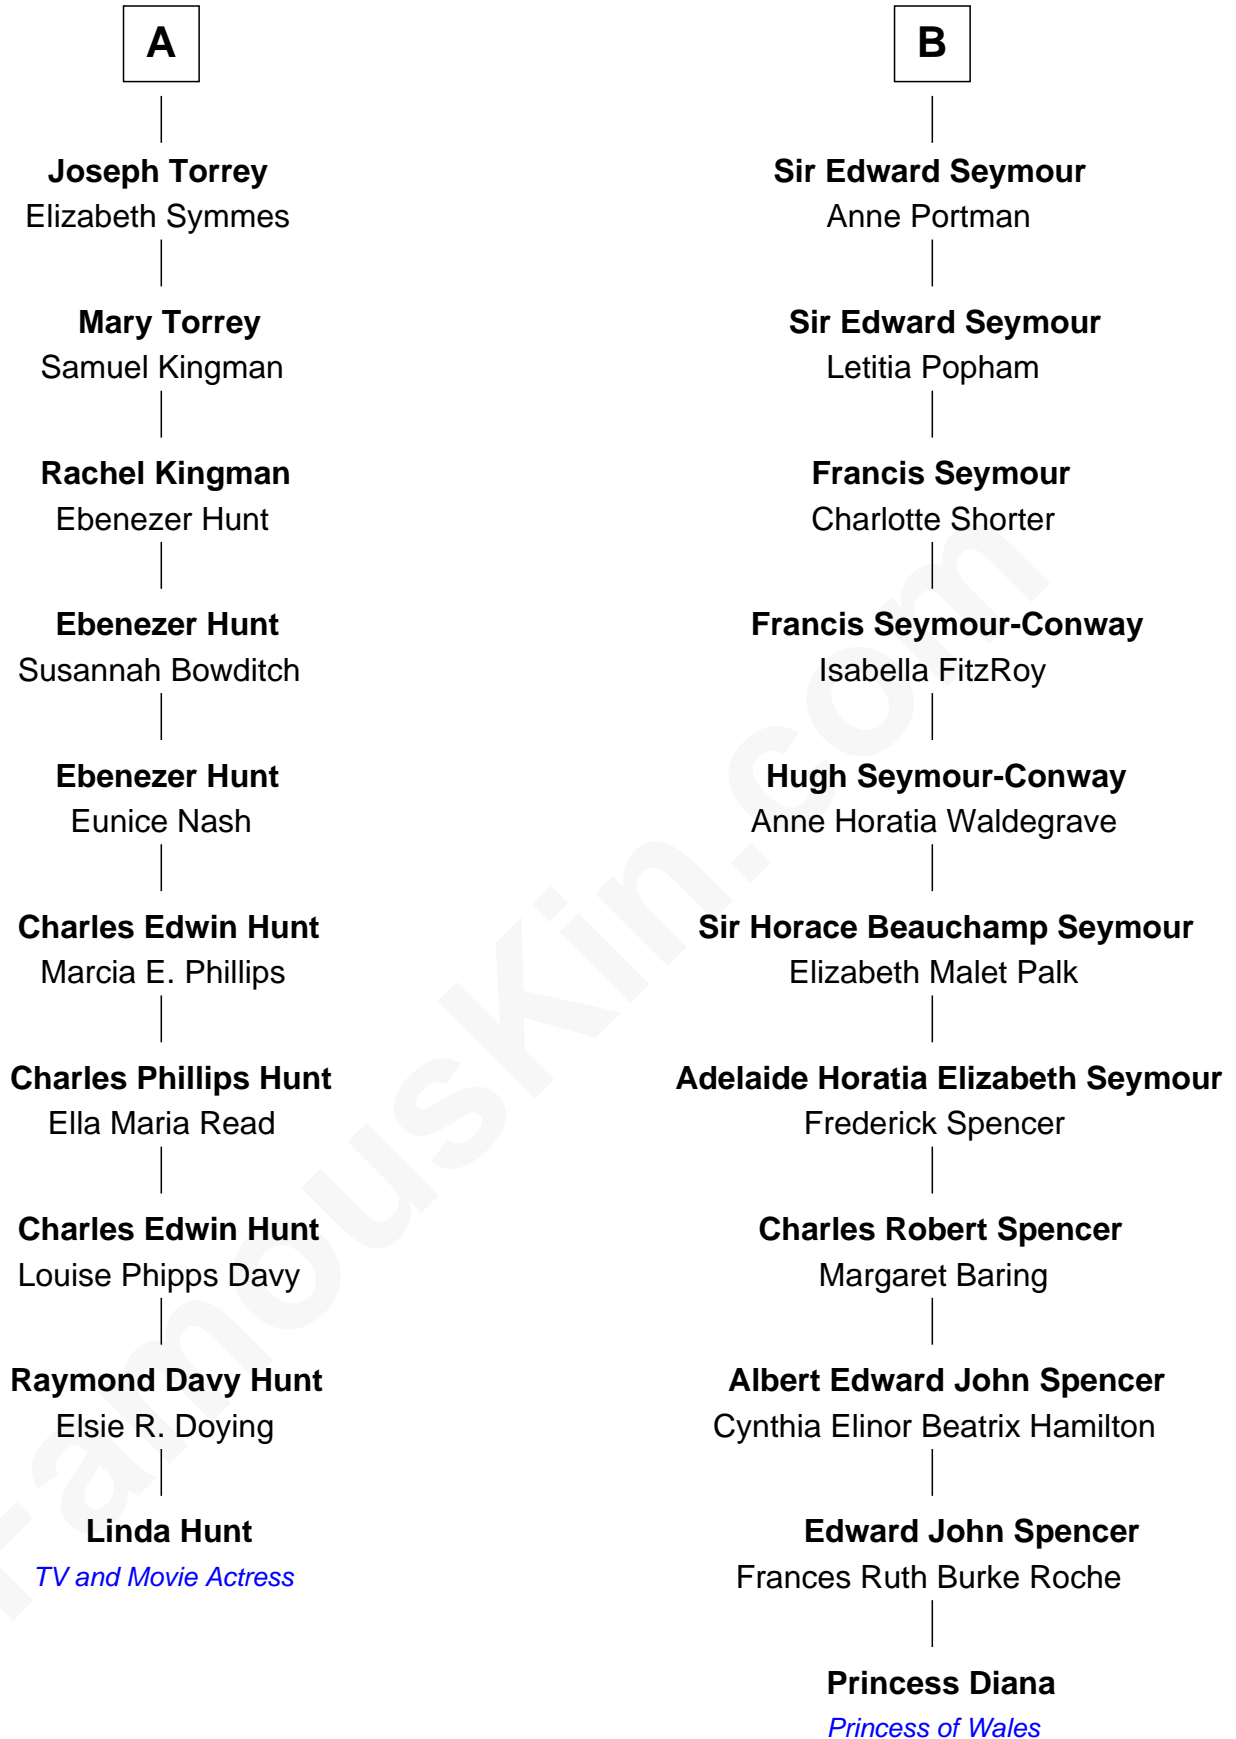 A
Joseph Torrey
Elizabeth Symmes
Mary Torrey
Samuel Kingman
Rachel Kingman
Ebenezer Hunt
Ebenezer Hunt
Susannah Bowditch
Ebenezer Hunt
Eunice Nash
Charles Edwin Hunt
Marcia E. Phillips
Charles Phillips Hunt
Ella Maria Read
Charles Edwin Hunt
Louise Phipps Davy
Raymond Davy Hunt
Elsie R. Doying
Linda Hunt
TV and Movie Actress
B
Sir Edward Seymour
Anne Portman
Sir Edward Seymour
Letitia Popham
Francis Seymour
Charlotte Shorter
Francis Seymour-Conway
Isabella FitzRoy
Hugh Seymour-Conway
Anne Horatia Waldegrave
Sir Horace Beauchamp Seymour
Elizabeth Malet Palk
Adelaide Horatia Elizabeth Seymour
Frederick Spencer
Charles Robert Spencer
Margaret Baring
Albert Edward John Spencer
Cynthia Elinor Beatrix Hamilton
Edward John Spencer
Frances Ruth Burke Roche
Princess Diana
Princess of Wales
FamousKin.com